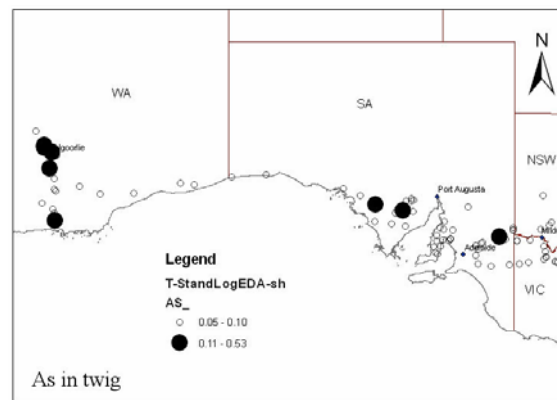 N
WA
SA
NSW
lgoorlie
Port Augusta
Adelaide
VIC
Legend
T-StandLogEDA-sh
AS_
0.05 - 0.10
0.11 - 0.53
As in twig